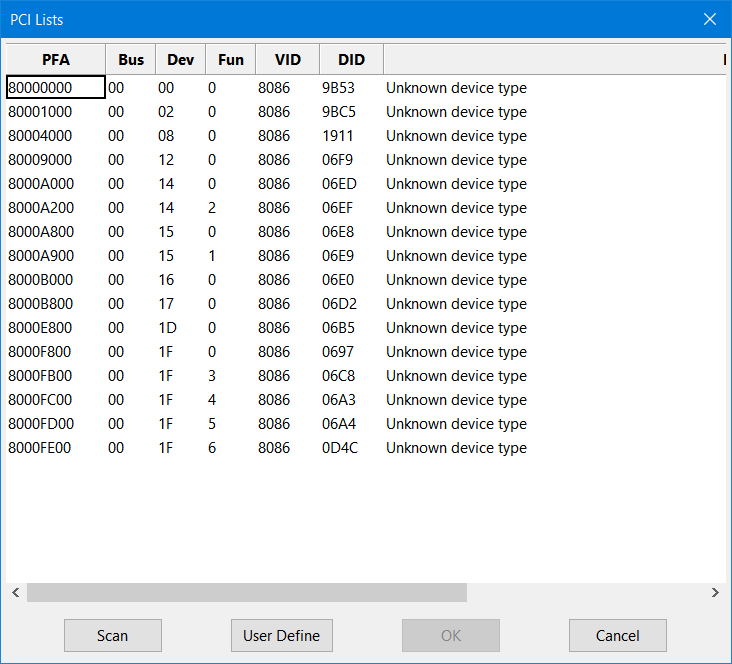 PCI Lists
PFA Bus Dev Fun VID DID
80000000 00 00 0 8086 9B53 Unknown device type
80001000 00 02 0 8086 9BC5 Unknown device type
80004000 00 08 0 8086 1911 Unknown device type
80009000 00 12 0 8086 06F9 Unknown device type
8000A000 00 14 0 8086 06ED Unknown device type
8000A200 00 14 2 8086 06EF Unknown device type
8000A800 00 15 0 8086 06E8 Unknown device type
8000A900 00 15 1 8086 06E9 Unknown device type
8000B000 00 16 0 8086 06E0 Unknown device type
8000B800 00 17 0 8086 06D2 Unknown device type
8000E800 00 1D 0 8086 06B5 Unknown device type
8000F800 00 1F 0 8086 0697 Unknown device type
8000FB00 00 1F 3 8086 06C8 Unknown device type
8000FC00 00 1F 4 8086 06A3 Unknown device type
8000FD00 00 1F 5 8086 06A4 Unknown device type
8000FE00 00 1F 6 8086 0D4C Unknown device type
Scan User Define OK Cancel